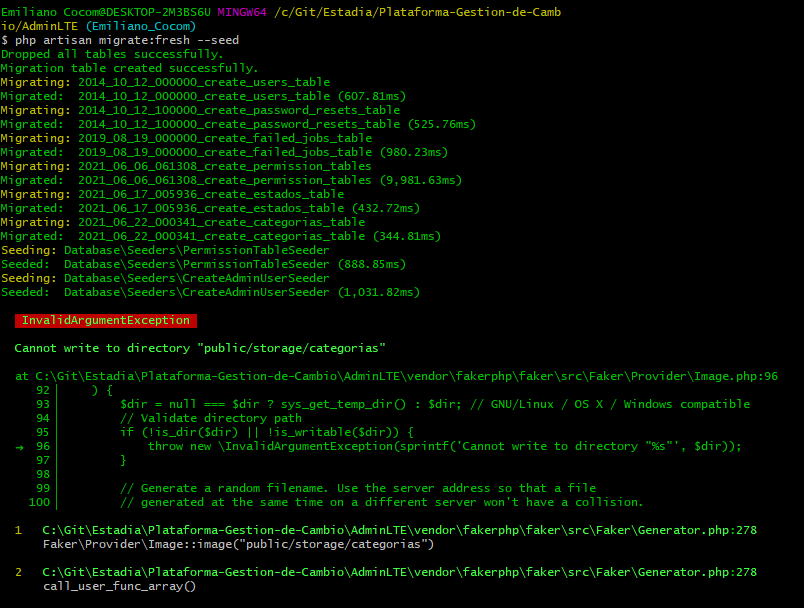 Emiliano Cocom@DESKTOP-2M3BS6U MINGW64 /c/Git/Estadia/Plataforma-Gestion-de-Camb
io/AdminLTE (Emiliano_Cocom)
$ php artisan migrate:fresh --seed
Dropped all tables successfully.
Migration table created successfully.
Migrating: 2014_10_12_000000_create_users_table
Migrated:  2014_10_12_000000_create_users_table (607.81ms)
Migrating: 2014_10_12_100000_create_password_resets_table
Migrated:  2014_10_12_100000_create_password_resets_table (525.76ms)
Migrating: 2019_08_19_000000_create_failed_jobs_table
Migrated:  2019_08_19_000000_create_failed_jobs_table (980.23ms)
Migrating: 2021_06_06_061308_create_permission_tables
Migrated:  2021_06_06_061308_create_permission_tables (9,981.63ms)
Migrating: 2021_06_17_005936_create_estados_table
Migrated:  2021_06_17_005936_create_estados_table (432.72ms)
Migrating: 2021_06_22_000341_create_categorias_table
Migrated:  2021_06_22_000341_create_categorias_table (344.81ms)
Seeding: Database\Seeders\PermissionTableSeeder
Seeded:  Database\Seeders\PermissionTableSeeder (888.85ms)
Seeding: Database\Seeders\CreateAdminUserSeeder
Seeded:  Database\Seeders\CreateAdminUserSeeder (1,031.82ms)
InvalidArgumentException
Cannot write to directory "public/storage/categorias"
at C:\Git\Estadia\Plataforma-Gestion-de-Cambio\AdminLTE\vendor\fakerphp\faker\src\Faker\Provider\Image.php:96
92| ) {
93| $dir = null === $dir ? sys_get_temp_dir() : $dir; // GNU/Linux / OS X / Windows compatible
94| // Validate directory path
95| if (!is_dir($dir) || !is_writable($dir)) {
→ 96| throw new \InvalidArgumentException(sprintf('Cannot write to directory "%s"', $dir));
97| }
98|
99| // Generate a random filename. Use the server address so that a file
100| // generated at the same time on a different server won't have a collision.
1 C:\Git\Estadia\Plataforma-Gestion-de-Cambio\AdminLTE\vendor\fakerphp\faker\src\Faker\Generator.php:278
Faker\Provider\Image::image("public/storage/categorias")
2 C:\Git\Estadia\Plataforma-Gestion-de-Cambio\AdminLTE\vendor\fakerphp\faker\src\Faker\Generator.php:278
call_user_func_array()